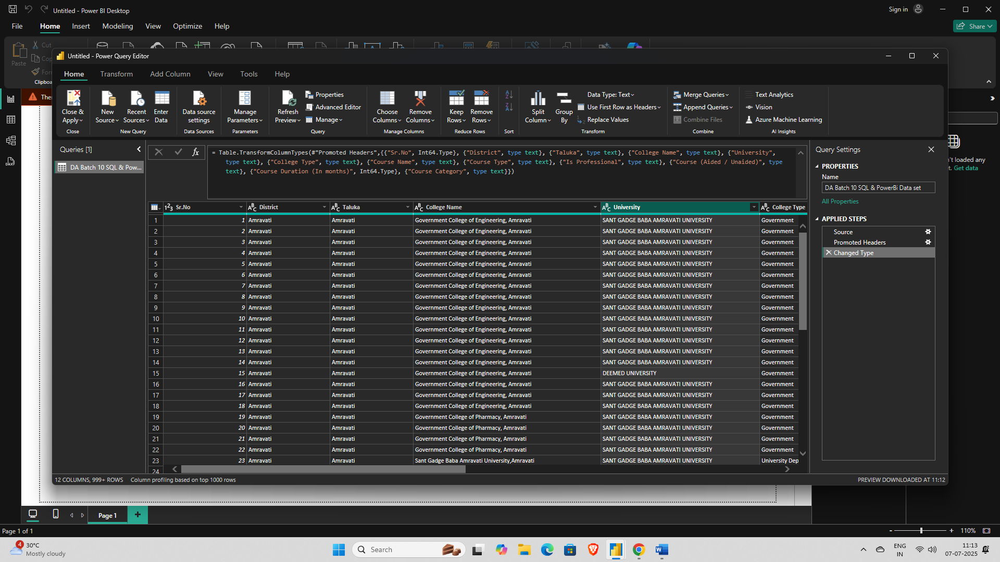 Untitled - Power BI Desktop
Sign in
File
Home
Insert
Modeling
View
Optimize
Help
Share
Paste
Cut
Clipboa
Untitled - Power Query Editor
Home
Transform
Add Column
View
Tools
Help
Close & Apply
New Source
Recent Sources
Enter Data
Data source settings
Manage Parameters
Refresh Preview
Properties
Advanced Editor
Manage
Choose Columns
Remove Columns
Keep Rows
Remove Rows
Split Column
Group By
Data Type: Text
Use First Row as Headers
Replace Values
Merge Queries
Append Queries
Combine Files
Text Analytics
Vision
Azure Machine Learning
Close
New Query
Data Sources
Parameters
Query
Manage Columns
Reduce Rows
Sort
Transform
Combine
AI Insights
Queries [1]
DA Batch 10 SQL & Pow...
= Table.TransformColumnTypes(#"Promoted Headers",{{"Sr.No", Int64.Type}, {"District", type text}, {"Taluka", type text}, {"College Name", type text}, {"University",
type text}, {"College Type", type text}, {"Course Name", type text}, {"Course Type", type text}, {"Is Professional", type text}, {"Course (Aided / Unaided)", type
text}, {"Course Duration (In months)", Int64.Type}, {"Course Category", type text}})
Sr.No District Taluka College Name University College Type
1 1 Amravati Amravati Government College of Engineering, Amravati SANT GADGE BABA AMRAVATI UNIVERSITY Government
2 2 Amravati Amravati Government College of Engineering, Amravati SANT GADGE BABA AMRAVATI UNIVERSITY Government
3 3 Amravati Amravati Government College of Engineering, Amravati SANT GADGE BABA AMRAVATI UNIVERSITY Government
4 4 Amravati Amravati Government College of Engineering, Amravati SANT GADGE BABA AMRAVATI UNIVERSITY Government
5 5 Amravati Amravati Government College of Engineering, Amravati SANT GADGE BABA AMRAVATI UNIVERSITY Government
6 6 Amravati Amravati Government College of Engineering, Amravati SANT GADGE BABA AMRAVATI UNIVERSITY Government
7 7 Amravati Amravati Government College of Engineering, Amravati SANT GADGE BABA AMRAVATI UNIVERSITY Government
8 8 Amravati Amravati Government College of Engineering, Amravati SANT GADGE BABA AMRAVATI UNIVERSITY Government
9 9 Amravati Amravati Government College of Engineering, Amravati SANT GADGE BABA AMRAVATI UNIVERSITY Government
10 10 Amravati Amravati Government College of Engineering, Amravati SANT GADGE BABA AMRAVATI UNIVERSITY Government
11 11 Amravati Amravati Government College of Engineering, Amravati SANT GADGE BABA AMRAVATI UNIVERSITY Government
12 12 Amravati Amravati Government College of Engineering, Amravati SANT GADGE BABA AMRAVATI UNIVERSITY Government
13 13 Amravati Amravati Government College of Engineering, Amravati SANT GADGE BABA AMRAVATI UNIVERSITY Government
14 14 Amravati Amravati Government College of Engineering, Amravati SANT GADGE BABA AMRAVATI UNIVERSITY Government
15 15 Amravati Amravati Government College of Engineering, Amravati DEEMED UNIVERSITY Government
16 16 Amravati Amravati Government College of Engineering, Amravati SANT GADGE BABA AMRAVATI UNIVERSITY Government
17 17 Amravati Amravati Government College of Engineering, Amravati SANT GADGE BABA AMRAVATI UNIVERSITY Government
18 18 Amravati Amravati Government College of Engineering, Amravati SANT GADGE BABA AMRAVATI UNIVERSITY Government
19 19 Amravati Amravati Government College of Pharmacy, Amravati SANT GADGE BABA AMRAVATI UNIVERSITY Government
20 20 Amravati Amravati Government College of Pharmacy, Amravati SANT GADGE BABA AMRAVATI UNIVERSITY Government
21 21 Amravati Amravati Government College of Pharmacy, Amravati SANT GADGE BABA AMRAVATI UNIVERSITY Government
22 22 Amravati Amravati Government College of Pharmacy, Amravati SANT GADGE BABA AMRAVATI UNIVERSITY Government
23 23 Amravati Amravati Sant Gadge Baba Amravati University,Amravati SANT GADGE BABA AMRAVATI UNIVERSITY University Dep
24
Query Settings
PROPERTIES
Name
DA Batch 10 SQL & PowerBi Data set
All Properties
APPLIED STEPS
Source
Promoted Headers
Changed Type
't loaded any
t. Get data
12 COLUMNS, 999+ ROWS
Column profiling based on top 1000 rows
PREVIEW DOWNLOADED AT 11:12
Page 1
Page 1 of 1
110%
4
30°C
Mostly cloudy
Search
ENG
IN
11:13
07-07-2025